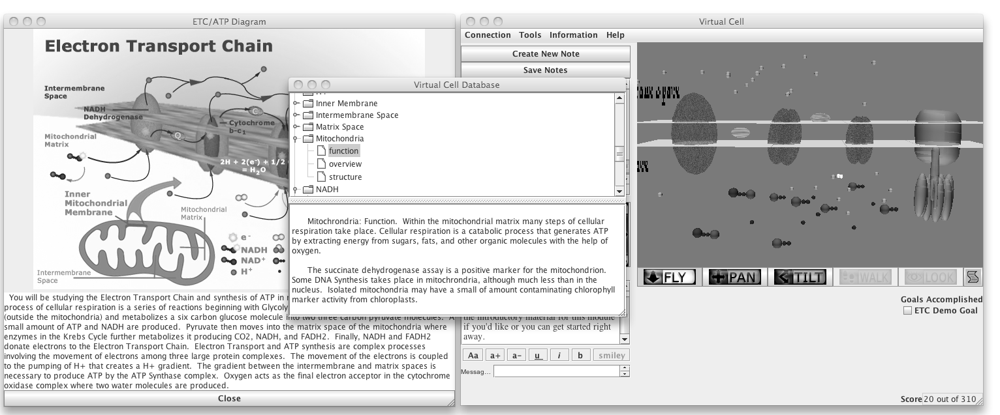 ETC/ATP Diagram
Electron Transport Chain
Intermembrane
Space
NADH
Dehydrogenase
Cytochrome
b-c1
C
Q
Mitochondrial
Matrix
2H + 2(e-) + 1/2
= H2O
Inner
Mitochondrial
Membrane
Mitochondrial
Matrix
e-
NADH
NAD+
H+
Intermembrane
Space
You will be studying the Electron Transport Chain and synthesis of ATP in
process of cellular respiration is a series of reactions beginning with
(outside the mitochondria) and metabolizes a six carbon glucose molecule into two three carbon pyruvate molecules. A
small amount of ATP and NADH are produced. Pyruvate then moves into the matrix space of the mitochondria where
enzymes in the Krebs Cycle further metabolizes it producing CO2, NADH, and FADH2. Finally, NADH and FADH2
donate electrons to the Electron Transport Chain. Electron Transport and ATP synthesis are complex processes
involving the movement of electrons among three large protein complexes. The movement of the electrons is coupled
to the pumping of H+ that creates a H+ gradient. The gradient between the intermembrane and matrix spaces is
necessary to produce ATP by the ATP Synthase complex. Oxygen acts as the final electron acceptor in the cytochrome
oxidase complex where two water molecules are produced.
Close
Virtual Cell Database
Inner Membrane
Intermembrane Space
Matrix Space
Mitochondria
function
overview
structure
NADH
Mitochrondria: Function. Within the mitochondrial matrix many steps of cellular
respiration take place. Cellular respiration is a catabolic process that generates ATP
by extracting energy from sugars, fats, and other organic molecules with the help of
oxygen.
The succinate dehydrogenase assay is a positive marker for the mitochondrion.
Some DNA Synthesis takes place in mitochondria, although much less than in the
nucleus. Isolated mitochondria may have a small of amount contaminating chlorophyll
marker activity from chloroplasts.
Virtual Cell
Connection Tools Information Help
Create New Note
Save Notes
FLY PAN TILT WALK LOOK
Goals Accomplished
ETC Demo Goal
the introductory material for this module
if you'd like or you can get started right
away.
Aa a+ a- u i b smiley
Messag...
Score 20 out of 310